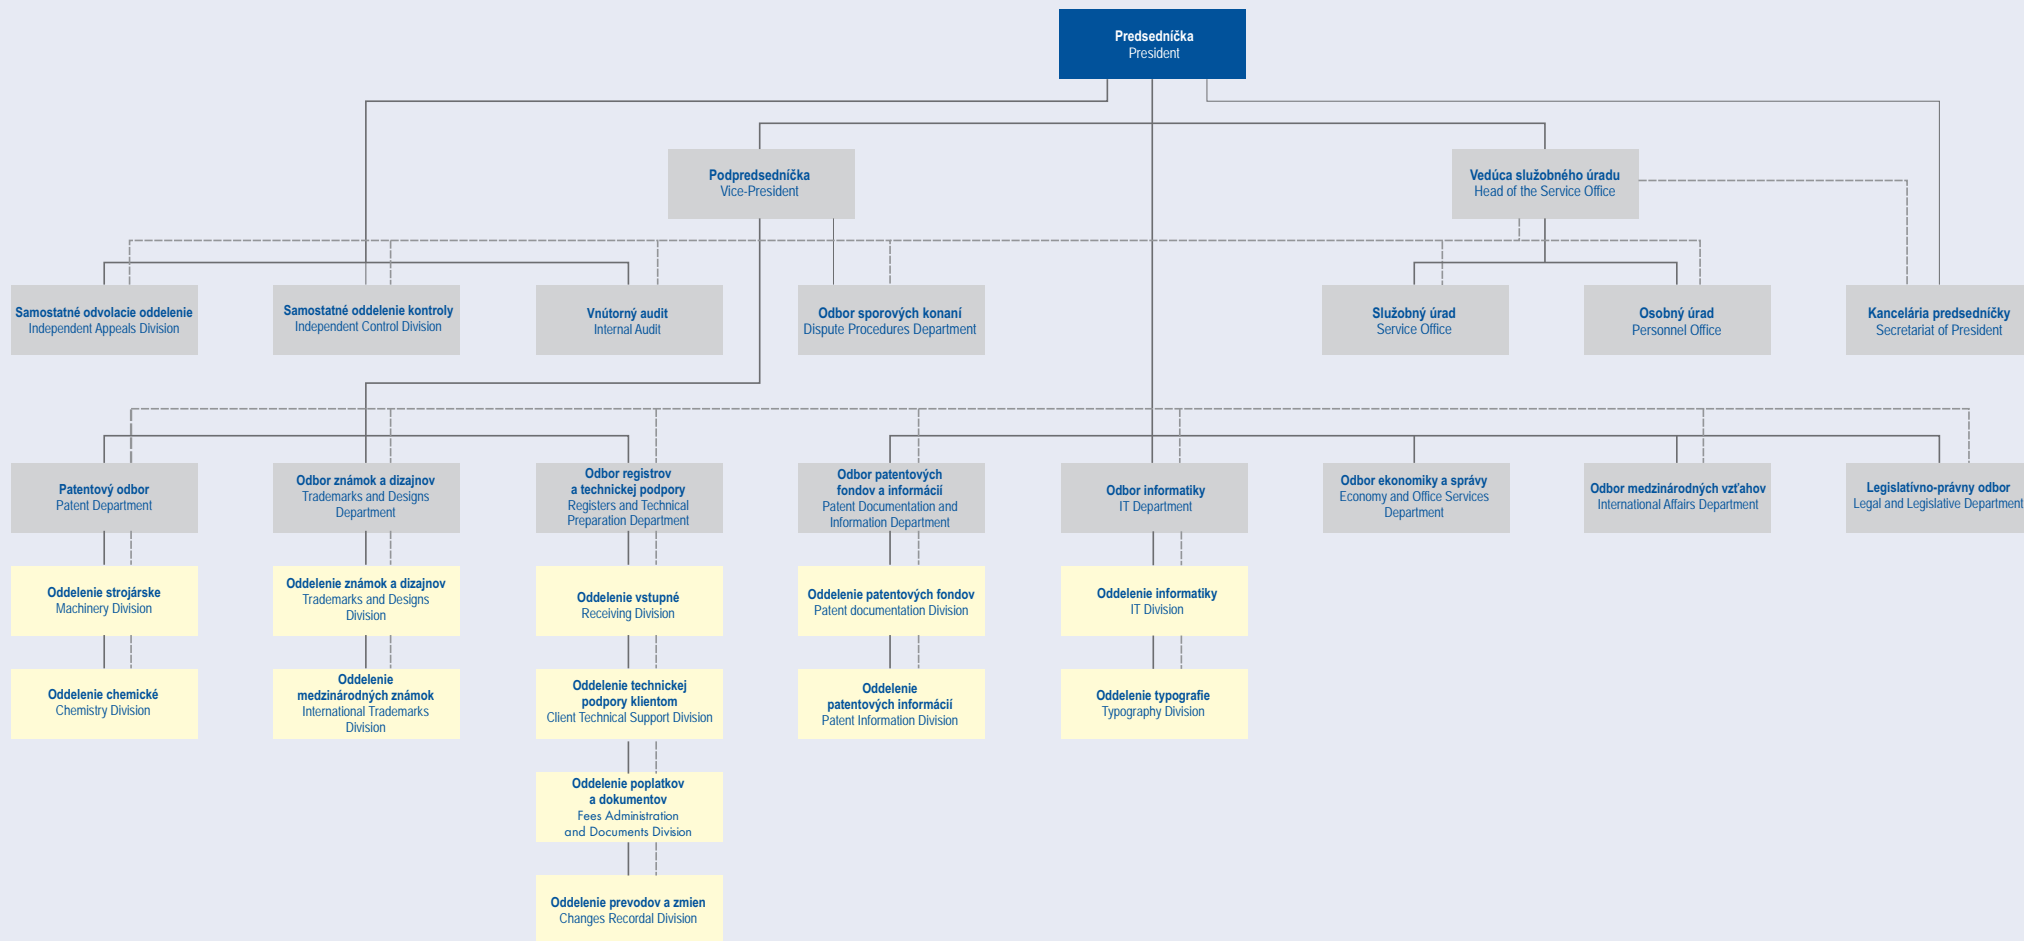 Predsedníčka
President
Podpredsedníčka
Vice-President
Vedúca služobného úradu
Head of the Service Office
Samostatné odvolacie oddelenie
Independent Appeals Division
Samostatné oddelenie kontroly
Independent Control Division
Vnútorný audit
Internal Audit
Odbor sporových konaní
Dispute Procedures Department
Služobný úrad
Service Office
Osobný úrad
Personnel Office
Kancelária predsedníčky
Secretariat of President
Patentový odbor
Patent Department
Odbor známok a dizajnov
Trademarks and Designs
Department
Odbor registrov
a technickej podpory
Registers and Technical
Preparation Department
Odbor patentových
fondov a informácií
Patent Documentation and
Information Department
Odbor informatiky
IT Department
Odbor ekonomiky a správy
Economy and Office Services
Department
Odbor medzinárodných vzťahov
International Affairs Department
Legislatívno-právny odbor
Legal and Legislative Department
Oddelenie strojárske
Machinery Division
Oddelenie známok a dizajnov
Trademarks and Designs
Division
Oddelenie vstupné
Receiving Division
Oddelenie patentových fondov
Patent documentation Division
Oddelenie informatiky
IT Division
Oddelenie chemické
Chemistry Division
Oddelenie
medzinárodných známok
International Trademarks
Division
Oddelenie technickej
podpory klientom
Client Technical Support Division
Oddelenie
patentových informácií
Patent Information Division
Oddelenie typografie
Typography Division
Oddelenie poplatkov
a dokumentov
Fees Administration
and Documents Division
Oddelenie prevodov a zmien
Changes Recordal Division